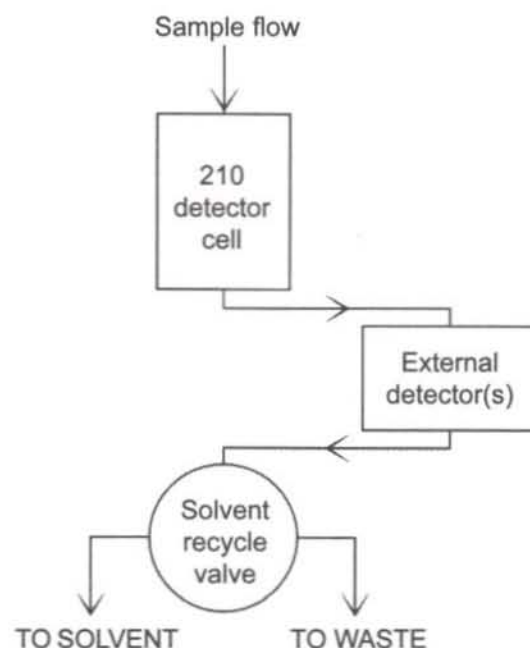 Sample flow
210
detector
cell
External
detector(s)
Solvent
recycle
valve
TO SOLVENT
TO WASTE